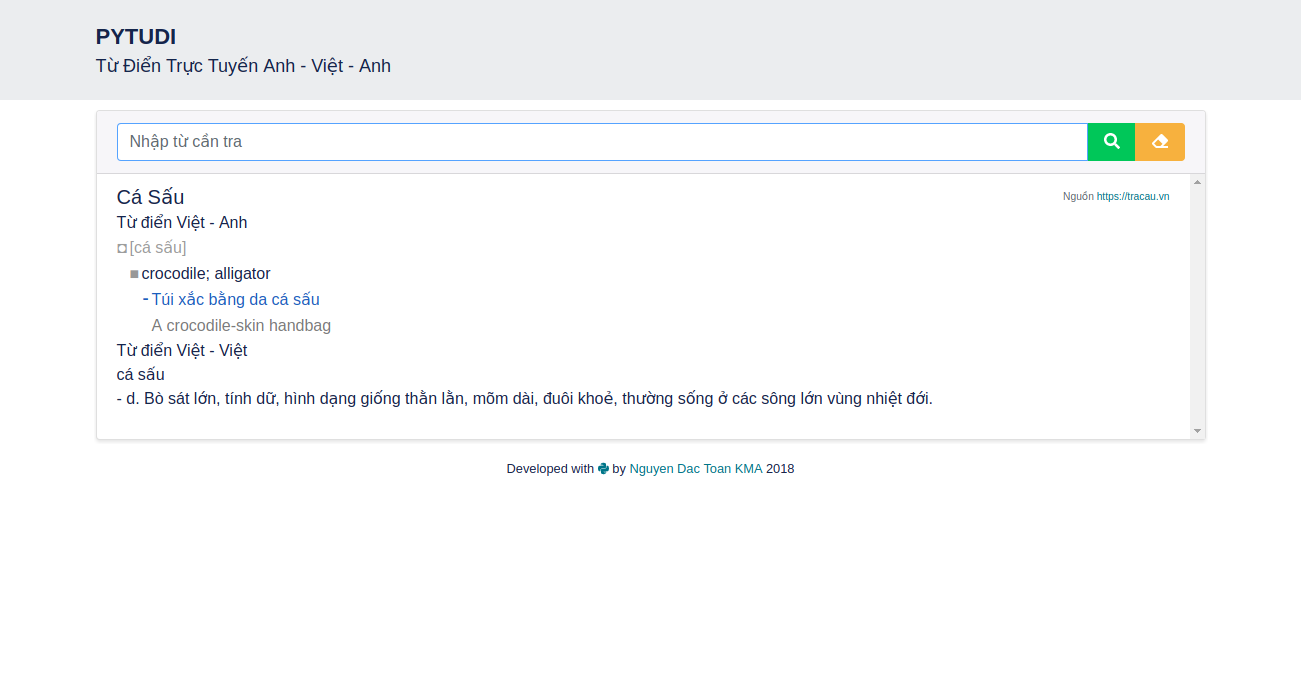 PYTUDI
Từ Điển Trực Tuyến Anh - Việt - Anh
Nhập từ cần tra
Cá Sấu
Nguồn https://tracau.vn
Từ điển Việt - Anh
◘[cá sấu]
■crocodile; alligator
- Túi xắc bằng da cá sấu
A crocodile-skin handbag
Từ điển Việt - Việt
cá sấu
- d. Bò sát lớn, tính dữ, hình dạng giống thằn lằn, mõm dài, đuôi khoẻ, thường sống ở các sông lớn vùng nhiệt đới.
Developed with by Nguyen Dac Toan KMA 2018